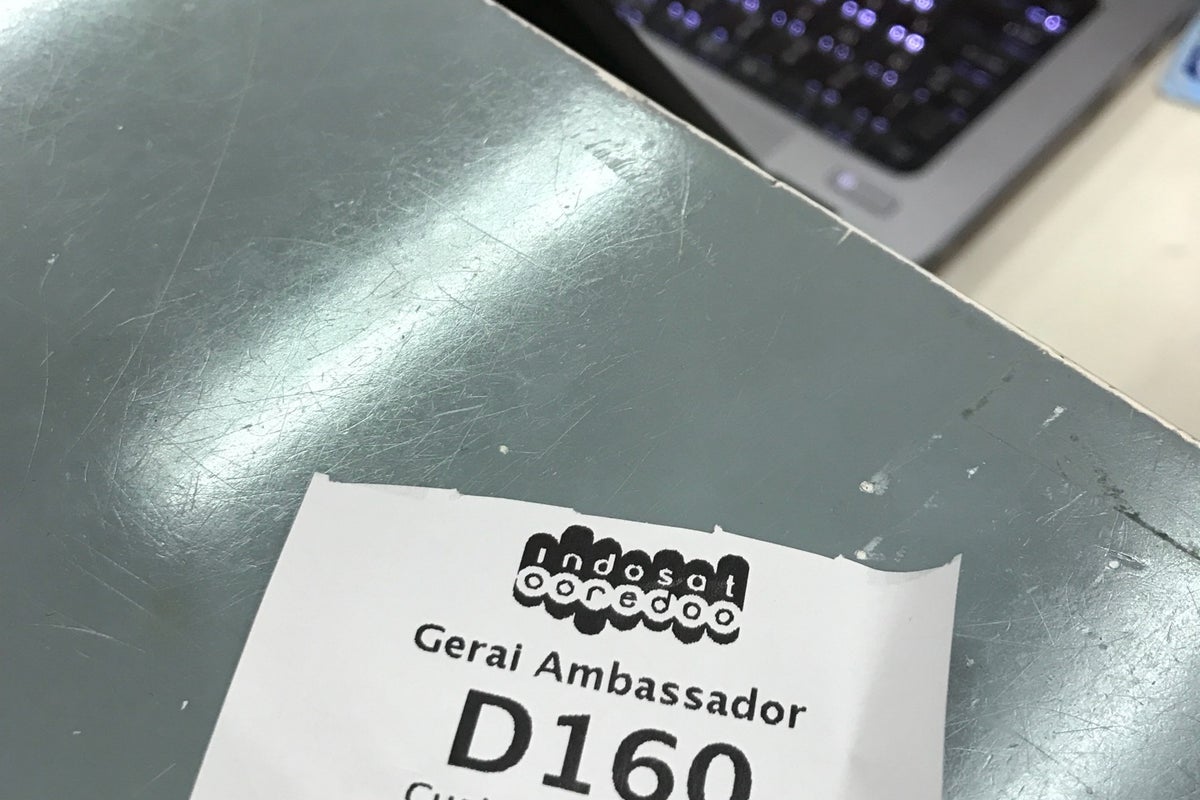 indosat
ooredoo
Gerai Ambassador
D160